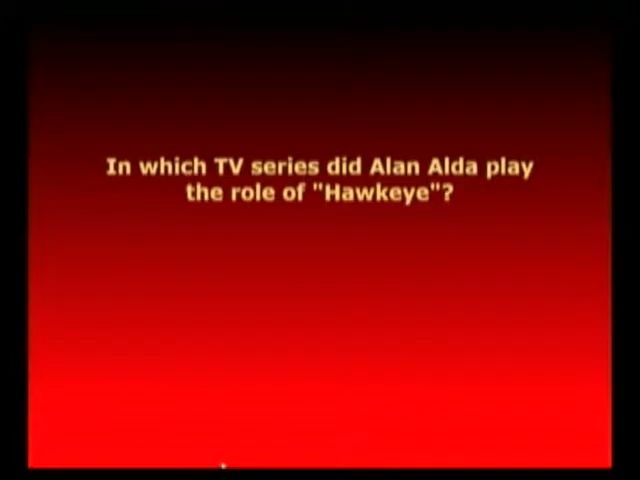 In which TV series did Alan Alda play
the role of "Hawkeye"?